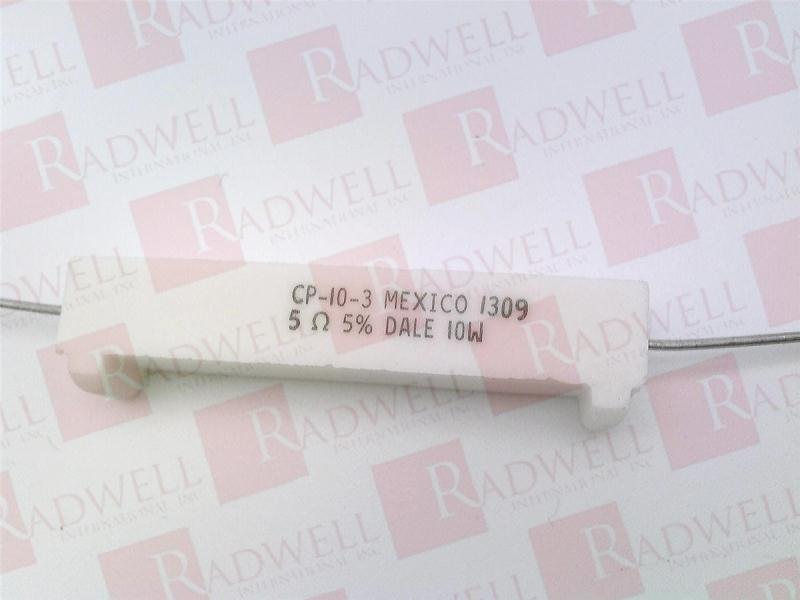 CP-10-3 MEXICO 1309
5 Ω 5% DALE 10W
RADWELL
INTERNATIONAL, INC